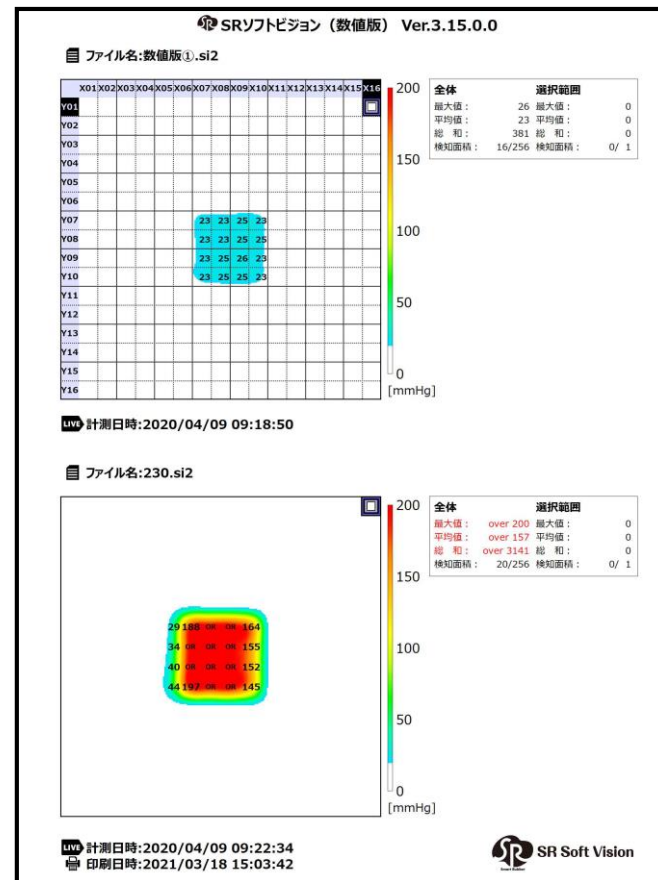 SRソフトビジョン（数値版） Ver.3.15.0.0
ファイル名:数値版①.si2
X01 X02 X03 X04 X05 X06 X07 X08 X09 X10 X11 X12 X13 X14 X15 X16
Y01
Y02
Y03
Y04
Y05
Y06
Y07 23 23 25 23
Y08 23 23 25 25
Y09 23 25 26 23
Y10 23 25 25 23
Y11
Y12
Y13
Y14
Y15
Y16
200
150
100
50
0
[mmHg]
全体 選択範囲
最大値： 26 最大値： 0
平均値： 23 平均値： 0
総 和： 381 総 和： 0
検知面積： 16/256 検知面積： 0/ 1
LIVE 計測日時:2020/04/09 09:18:50
ファイル名:230.si2
29 188 OR OR 164
34 OR OR OR 155
40 OR OR OR 152
44 197 OR OR 145
200
150
100
50
0
[mmHg]
全体 選択範囲
最大値： over 200 最大値： 0
平均値： over 157 平均値： 0
総 和： over 3141 総 和： 0
検知面積： 20/256 検知面積： 0/ 1
LIVE 計測日時:2020/04/09 09:22:34
印刷日時:2021/03/18 15:03:42
SR SR Soft Vision
Smart Rubber